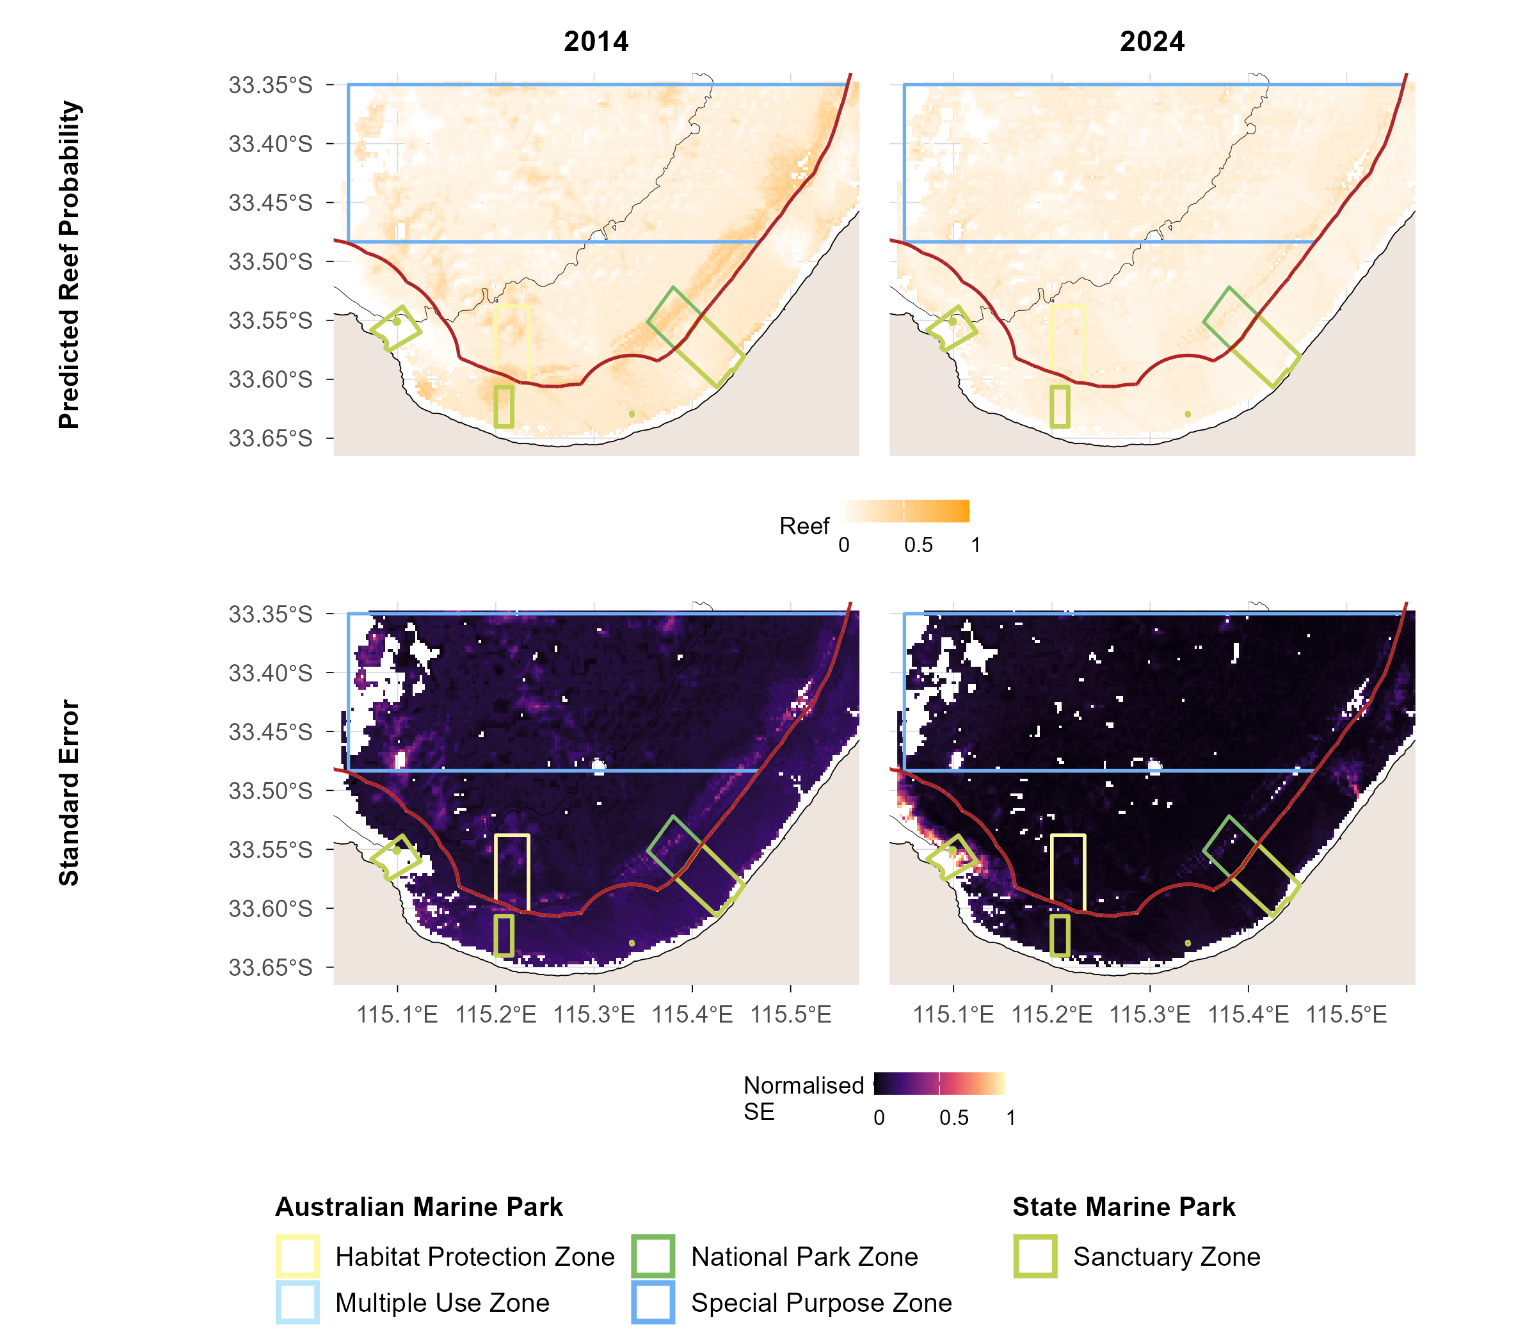 2014 2024
Predicted Reef Probability
33.35°S
33.40°S
33.45°S
33.50°S
33.55°S
33.60°S
33.65°S
Reef
0 0.5 1
Standard Error
33.35°S
33.40°S
33.45°S
33.50°S
33.55°S
33.60°S
33.65°S
115.1°E 115.2°E 115.3°E 115.4°E 115.5°E 115.1°E 115.2°E 115.3°E 115.4°E 115.5°E
Normalised
SE
0 0.5 1
Australian Marine Park State Marine Park
Habitat Protection Zone National Park Zone Sanctuary Zone
Multiple Use Zone Special Purpose Zone